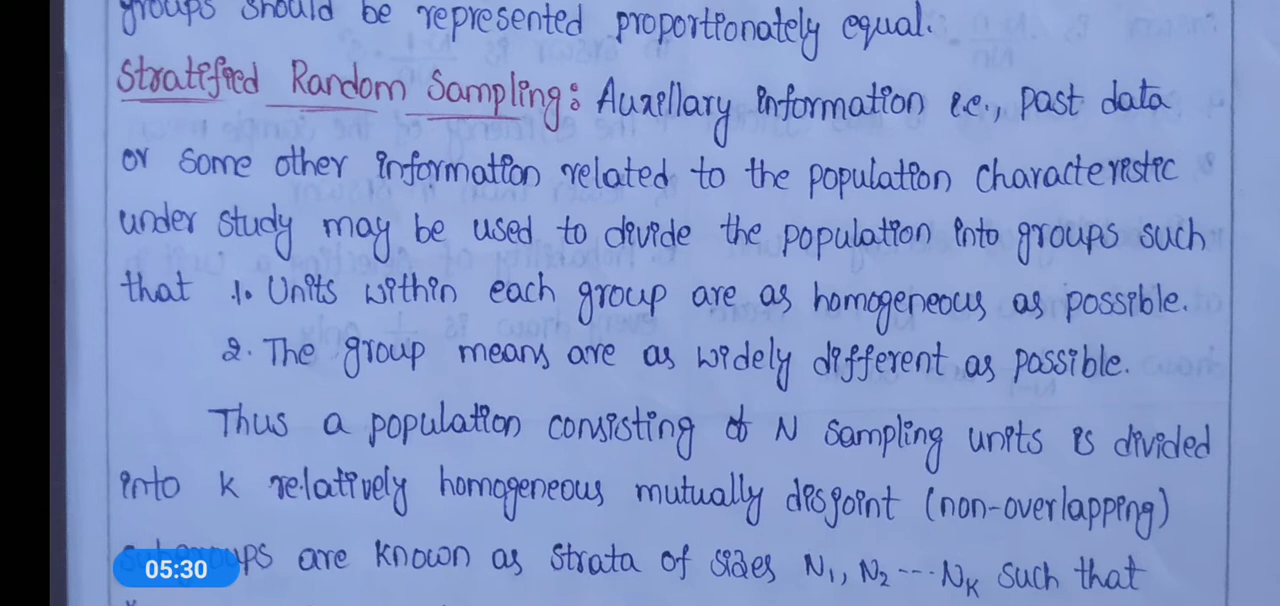 groups should be represented proportionately equal.
Stratified Random Sampling: Auxillary information i.e., past data
or some other information related to the population characteristic
under study may be used to divide the population into groups such
that 1. Units within each group are as homogeneous as possible.
2. The group means are as widely different as possible.
Thus a population consisting of N sampling units is divided
into k relatively homogeneous mutually disjoint (non-overlapping)
subgroups are known as strata of sides N₁, N₂ --- Nₖ such that
05:30